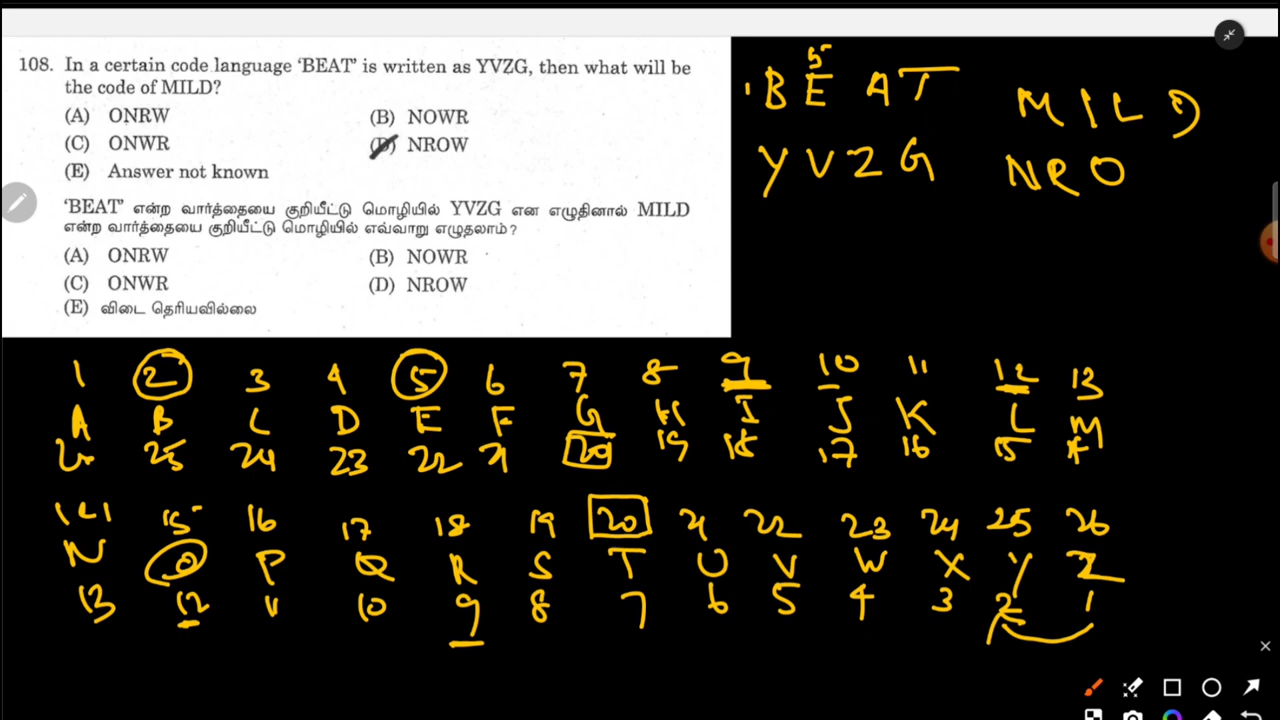 108. In a certain code language 'BEAT' is written as YVZG, then what will be
the code of MILD?
(A) ONRW (B) NOWR
(C) ONWR (D) NROW
(E) Answer not known
'BEAT' என்ற வார்த்தையை குறியீட்டு மொழியில் YVZG என எழுதினால் MILD
என்ற வார்த்தையை குறியீட்டு மொழியில் எவ்வாறு எழுதலாம்?
(A) ONRW (B) NOWR
(C) ONWR (D) NROW
(E) விடை தெரியவில்லை
5
B E A T M I L D
Y V Z G N R O
1 2 3 4 5 6 7 8 9 10 11 12 13
A B C D E F G H I J K L M
25 24 23 22 21 20 19 18 17 16 15
14 15 16 17 18 19 20 21 22 23 24 25 26
N O P Q R S T U V W X Y Z
13 12 11 10 9 8 7 6 5 4 3 2 1